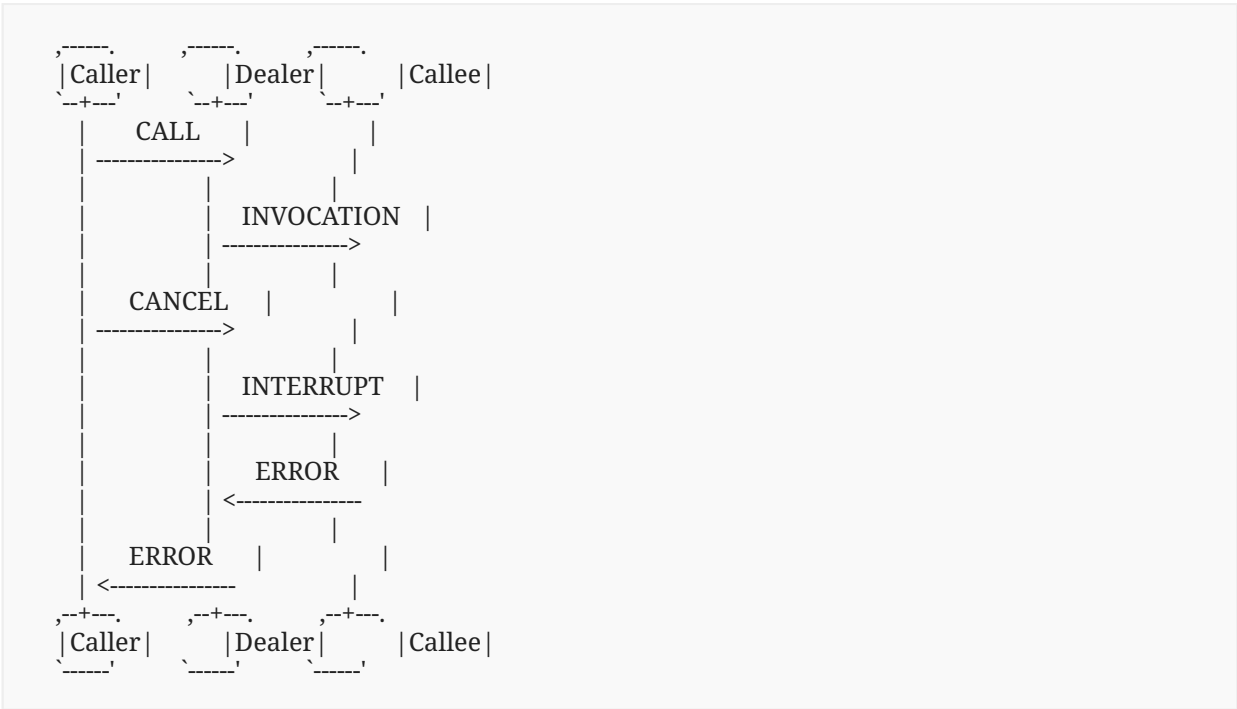 ,------.          ,------.          ,------.
|Caller|          |Dealer|          |Callee|
`--+---'          `--+---'          `--+---'
   |       CALL       |                  |
   | ---------------->                   |
   |                  |                  |
   |                  |    INVOCATION    |
   |                  | ---------------->
   |                  |                  |
   |      CANCEL      |                  |
   | ---------------->                   |
   |                  |                  |
   |                  |    INTERRUPT     |
   |                  | ---------------->
   |                  |                  |
   |                  |      ERROR       |
   |                  | <----------------
   |                  |                  |
   |      ERROR       |                  |
   | <----------------                   |
,--+---.          ,--+---.          ,--+---.
|Caller|          |Dealer|          |Callee|
`------'          `------'          `------'